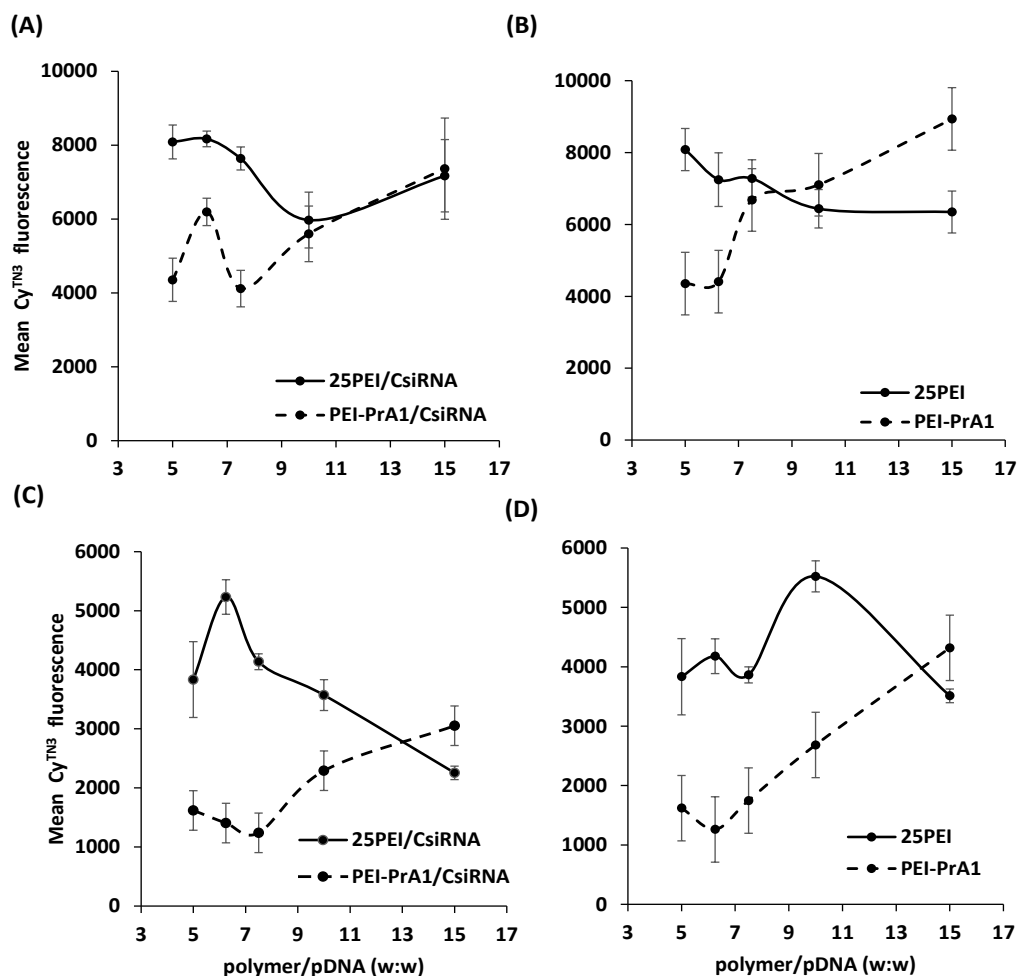 (A)
10000
8000
6000
4000
2000
0
Mean Cy^TN3 fluorescence
25PEI/CsiRNA
PEI-PrA1/CsiRNA
3 5 7 9 11 13 15 17
(B)
10000
8000
6000
4000
2000
0
25PEI
PEI-PrA1
3 5 7 9 11 13 15 17
(C)
6000
5000
4000
3000
2000
1000
0
Mean Cy^TN3 fluorescence
25PEI/CsiRNA
PEI-PrA1/CsiRNA
3 5 7 9 11 13 15 17
polymer/pDNA (w:w)
(D)
6000
5000
4000
3000
2000
1000
0
25PEI
PEI-PrA1
3 5 7 9 11 13 15 17
polymer/pDNA (w:w)